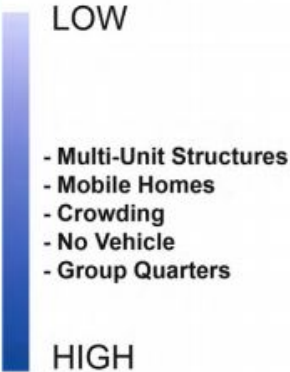 LOW
- Multi-Unit Structures
- Mobile Homes
- Crowding
- No Vehicle
- Group Quarters
HIGH